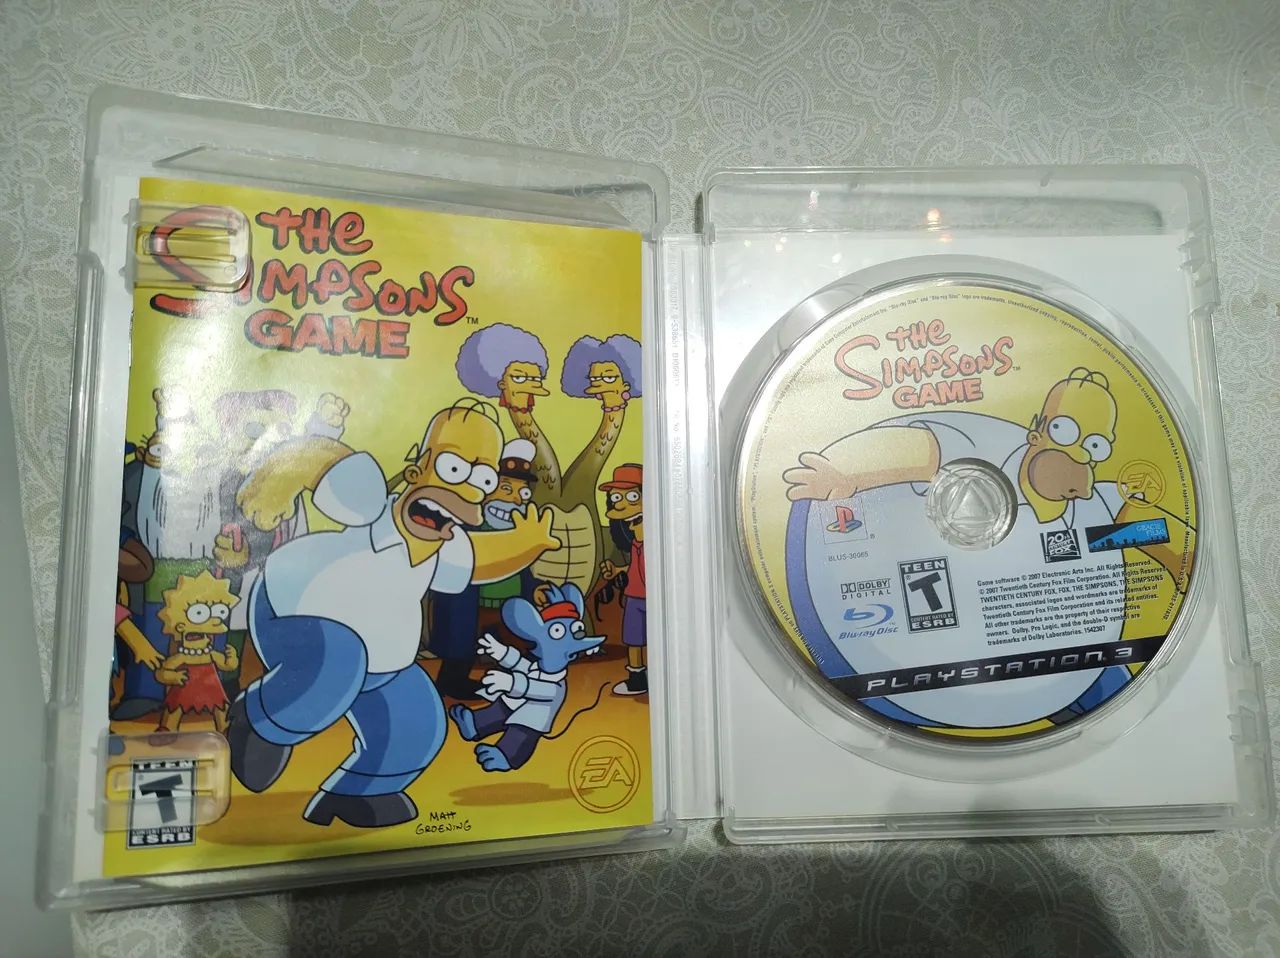 THE
SIMPSONS
GAME
TM
EA
TEEN
T
CONTENT RATED BY
ESRB
MATT
GROENING
THE
SIMPSONS
GAME
TM
EA
BLUS-30065
DOLBY
DIGITAL
Blu-ray Disc
TEEN
T
CONTENT RATED BY
ESRB
20th
CENTURY
FOX
GRACIE
FILMS
Game software © 2007 Electronic Arts Inc. All Rights Reserved.
© 2007 Twentieth Century Fox Film Corporation. All Rights Reserved.
TWENTIETH CENTURY FOX, FOX, THE SIMPSONS, THE SIMPSONS
characters, associated logos and wordmarks are trademarks of
Twentieth Century Fox Film Corporation and its related entities.
All other trademarks are the property of their respective
owners. Dolby, Pro Logic, and the double-D symbol are
trademarks of Dolby Laboratories. 1542307
PLAYSTATION 3